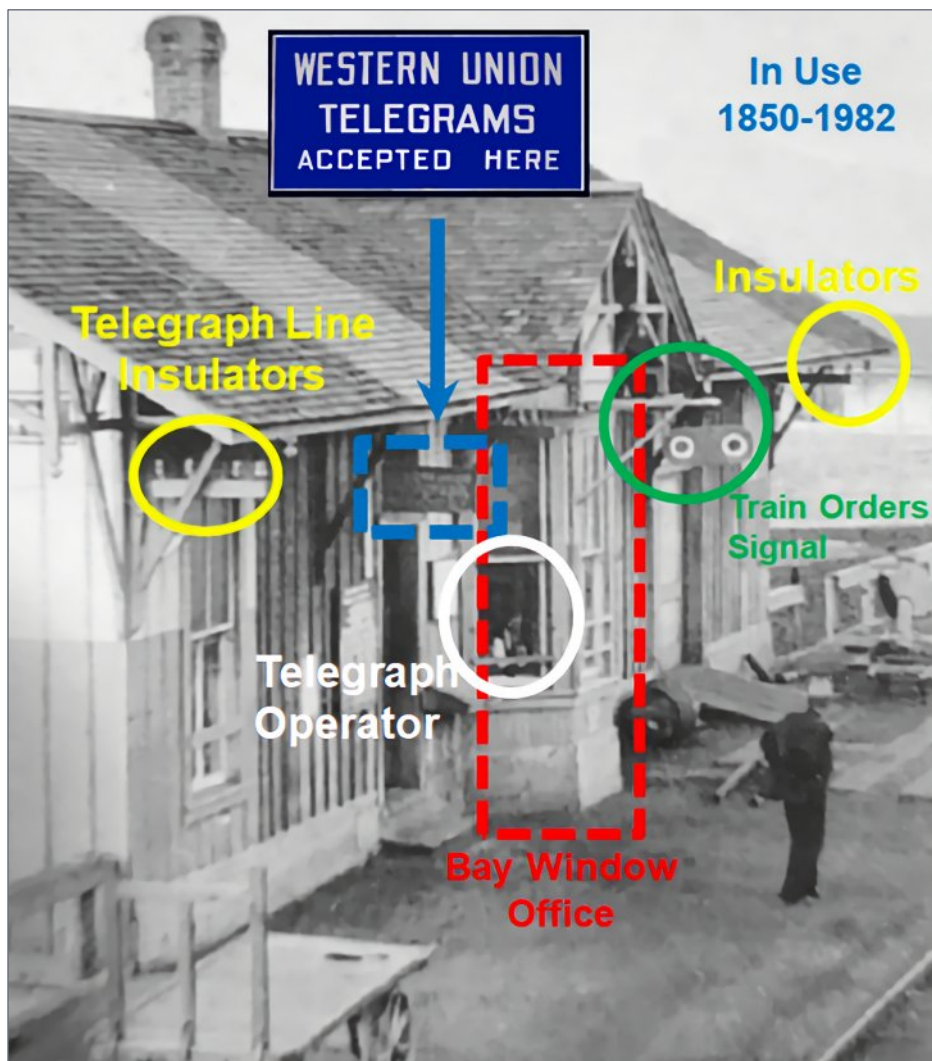 WESTERN UNION
TELEGRAMS
ACCEPTED HERE
In Use
1850-1982
Insulators
Telegraph Line
Insulators
Train Orders
Signal
Telegraph
Operator
Bay Window
Office